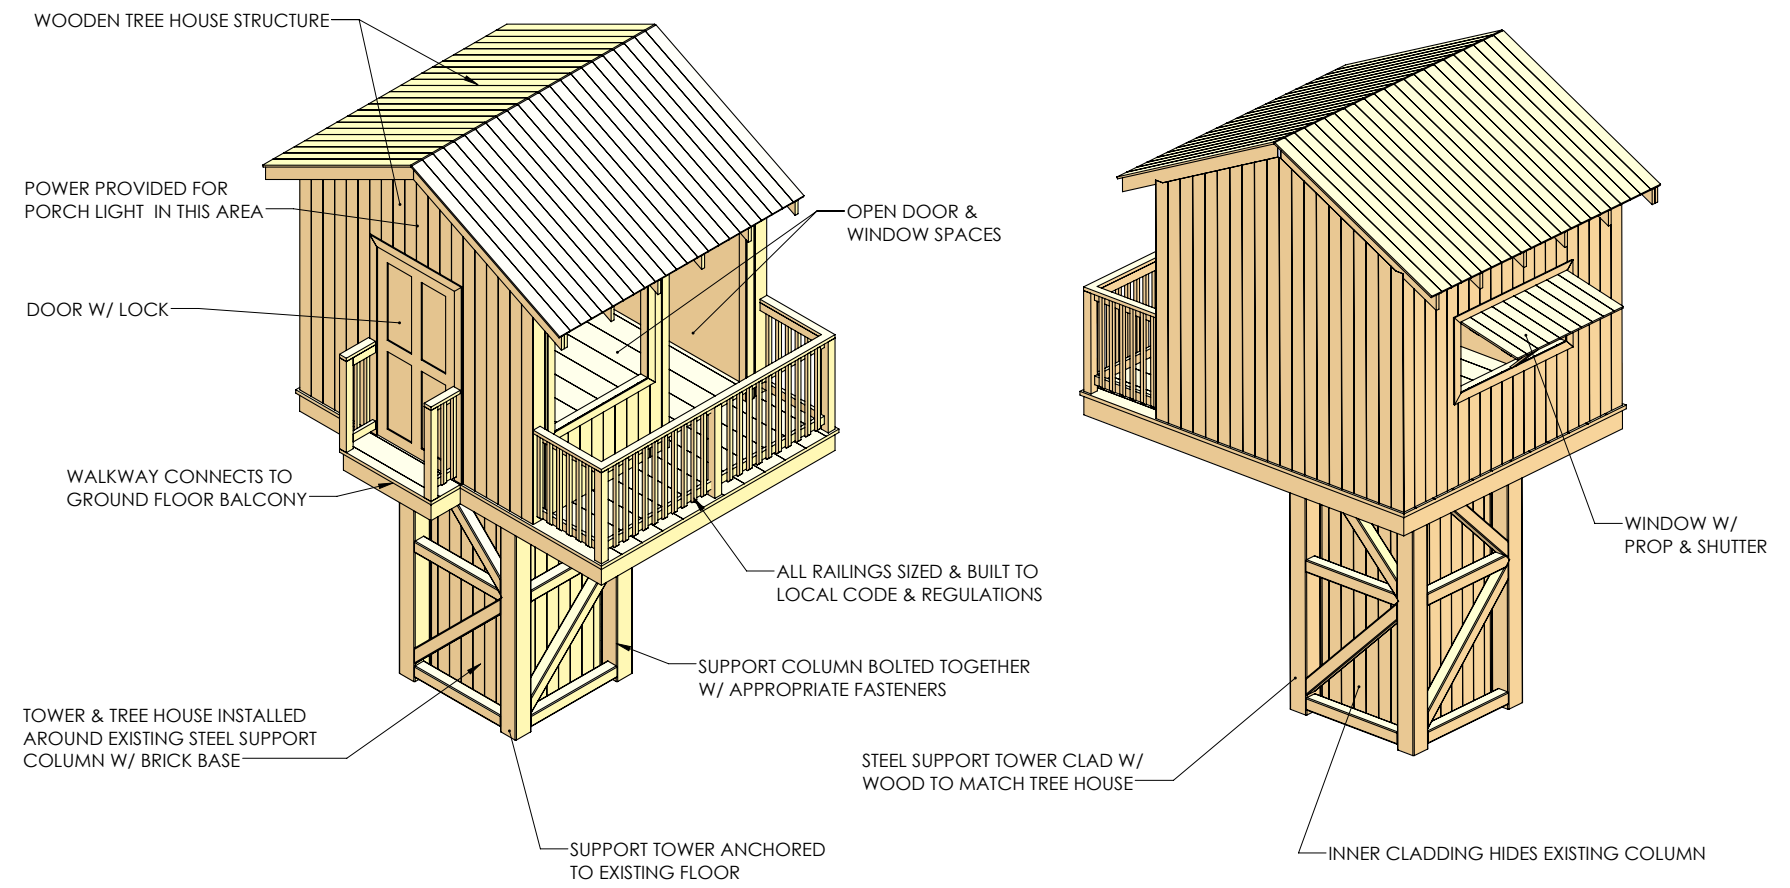 WOODEN TREE HOUSE STRUCTURE
POWER PROVIDED FOR
PORCH LIGHT IN THIS AREA
DOOR W/ LOCK
WALKWAY CONNECTS TO
GROUND FLOOR BALCONY
TOWER & TREE HOUSE INSTALLED
AROUND EXISTING STEEL SUPPORT
COLUMN W/ BRICK BASE
OPEN DOOR &
WINDOW SPACES
ALL RAILINGS SIZED & BUILT TO
LOCAL CODE & REGULATIONS
SUPPORT COLUMN BOLTED TOGETHER
W/ APPROPRIATE FASTENERS
SUPPORT TOWER ANCHORED
TO EXISTING FLOOR
STEEL SUPPORT TOWER CLAD W/
WOOD TO MATCH TREE HOUSE
WINDOW W/
PROP & SHUTTER
INNER CLADDING HIDES EXISTING COLUMN